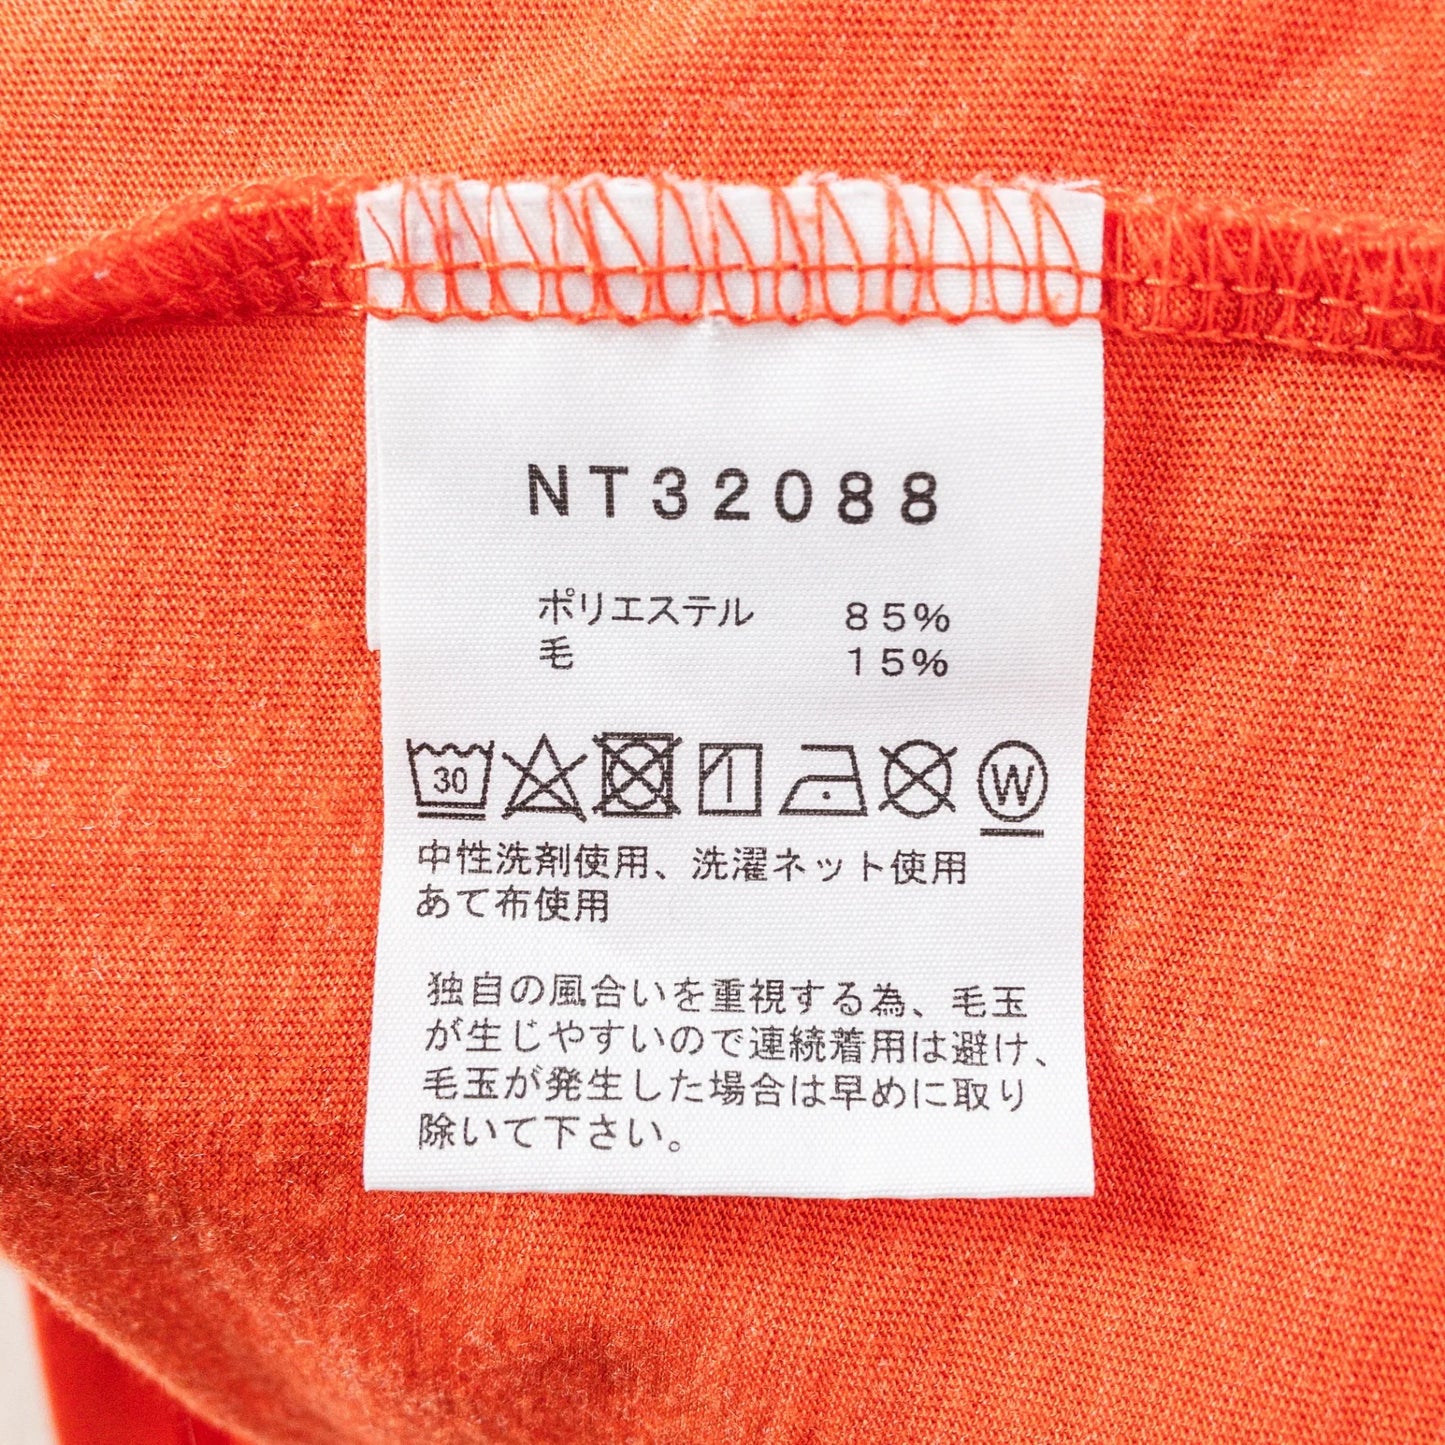 NT32088
ポリエステル 85%
毛 15%
30 W
中性洗剤使用、洗濯ネット使用
あて布使用
独自の風合いを重視する為、毛玉
が生じやすいので連続着用は避け、
毛玉が発生した場合は早めに取り
除いて下さい。